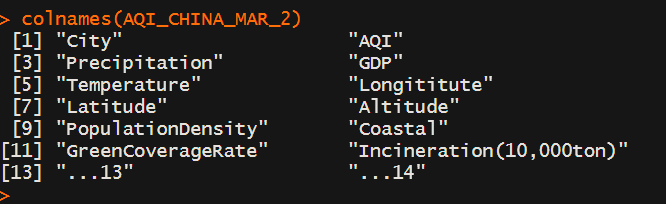 > colnames(AQI_CHINA_MAR_2)
[1] "City" "AQI"
[3] "Precipitation" "GDP"
[5] "Temperature" "Longititute"
[7] "Latitude" "Altitude"
[9] "PopulationDensity" "Coastal"
[11] "GreenCoverageRate" "Incineration(10,000ton)"
[13] "...13" "...14"
>